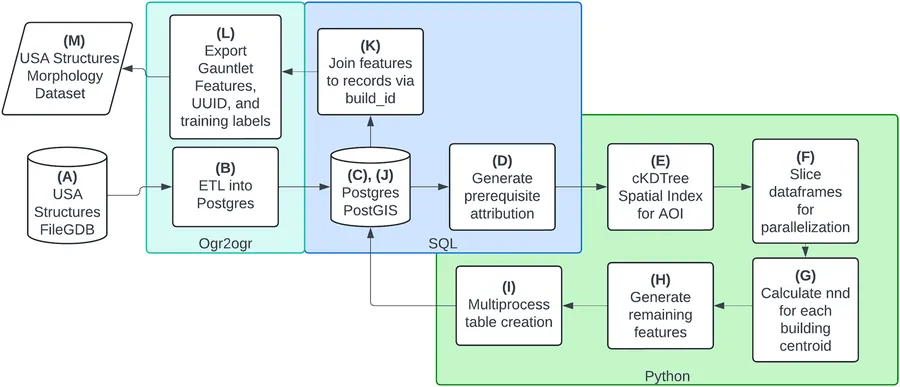 (M)
USA Structures
Morphology
Dataset
(L)
Export
Gauntlet
Features,
UUID, and
training labels
(K)
Join features
to records via
build_id
(A)
USA
Structures
FileGDB
(B)
ETL into
Postgres
Ogr2ogr
(C), (J)
Postgres
PostGIS
(D)
Generate
prerequisite
attribution
SQL
(E)
cKDTree
Spatial Index
for AOI
(F)
Slice
dataframes
for
parallelization
(G)
Calculate nnd
for each
building
centroid
(H)
Generate
remaining
features
(I)
Multiprocess
table creation
Python